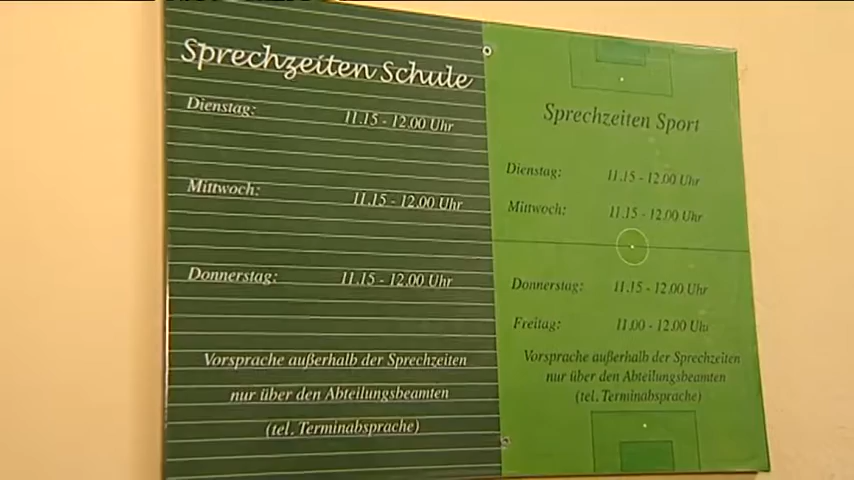 Sprechzeiten Schule
Dienstag: 11.15 - 12.00 Uhr
Mittwoch: 11.15 - 12.00 Uhr
Donnerstag: 11.15 - 12.00 Uhr
Vorsprache außerhalb der Sprechzeiten
nur über den Abteilungsbeamten
(tel. Terminabsprache)
Sprechzeiten Sport
Dienstag: 11.15 - 12.00 Uhr
Mittwoch: 11.15 - 12.00 Uhr
Donnerstag: 11.15 - 12.00 Uhr
Freitag: 11.00 - 12.00 Uhr
Vorsprache außerhalb der Sprechzeiten
nur über den Abteilungsbeamten
(tel. Terminabsprache)